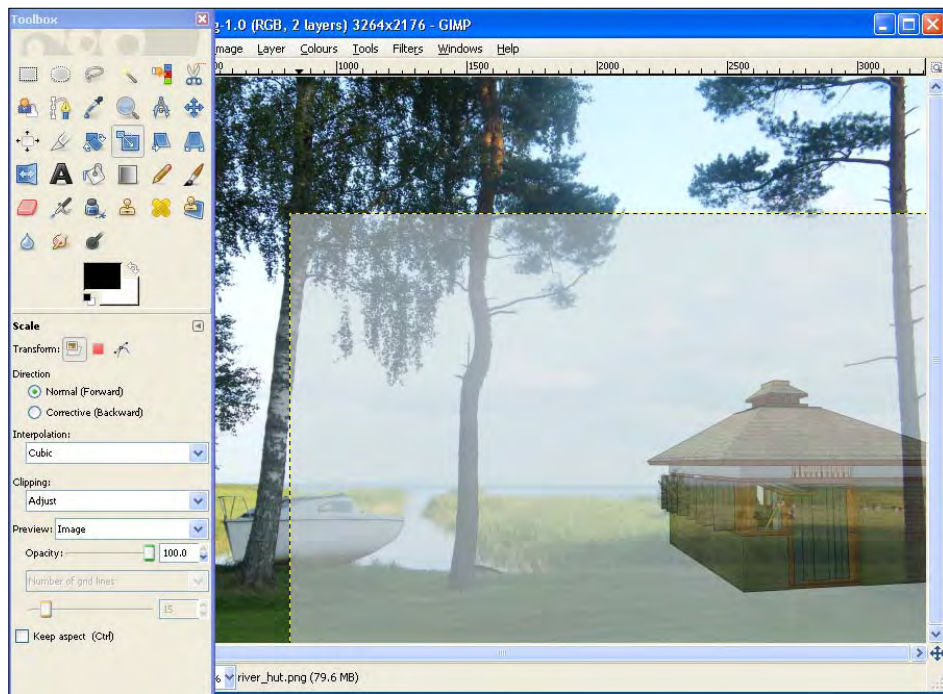 Toolbox
g-1.0 (RGB, 2 layers) 3264x2176 - GIMP
mage Layer Colours Tools Filters Windows Help
1000 1500 2000 2500 3000
Scale
Transform:
Direction
Normal (Forward)
Corrective (Backward)
Interpolation:
Cubic
Clipping:
Adjust
Preview: Image
Opacity: 100.0
Number of grid lines
15
Keep aspect (Ctrl)
% river_hut.png (79.6 MB)